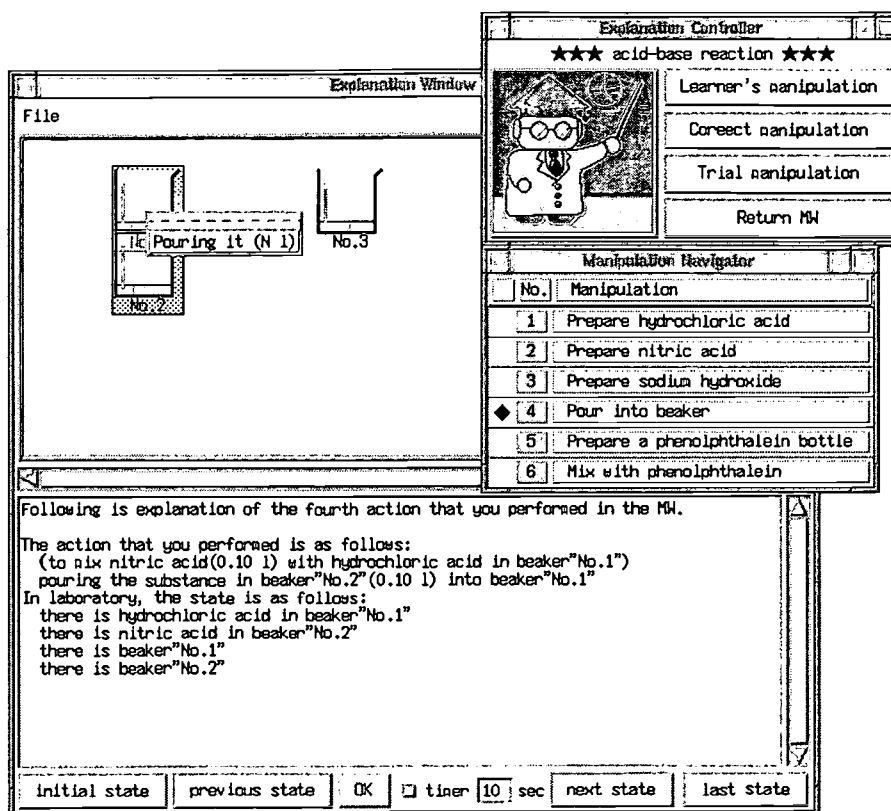 Explanation Controller
★★★ acid-base reaction ★★★
Learner's manipulation
Coreect manipulation
Trial manipulation
Return MW
Explanation Window
File
Pouring it (N 1)
No.2
No.3
Manipulation Navigator
No. Manipulation
1 Prepare hydrochloric acid
2 Prepare nitric acid
3 Prepare sodium hydroxide
◆ 4 Pour into beaker
5 Prepare a phenolphthalein bottle
6 Mix with phenolphthalein
Following is explanation of the fourth action that you performed in the MW.
The action that you performed is as follows:
(to mix nitric acid(0.10 l) with hydrochloric acid in beaker"No.1")
pouring the substance in beaker"No.2"(0.10 l) into beaker"No.1"
In laboratory, the state is as follows:
there is hydrochloric acid in beaker"No.1"
there is nitric acid in beaker"No.2"
there is beaker"No.1"
there is beaker"No.2"
initial state previous state OK timer 10 sec next state last state